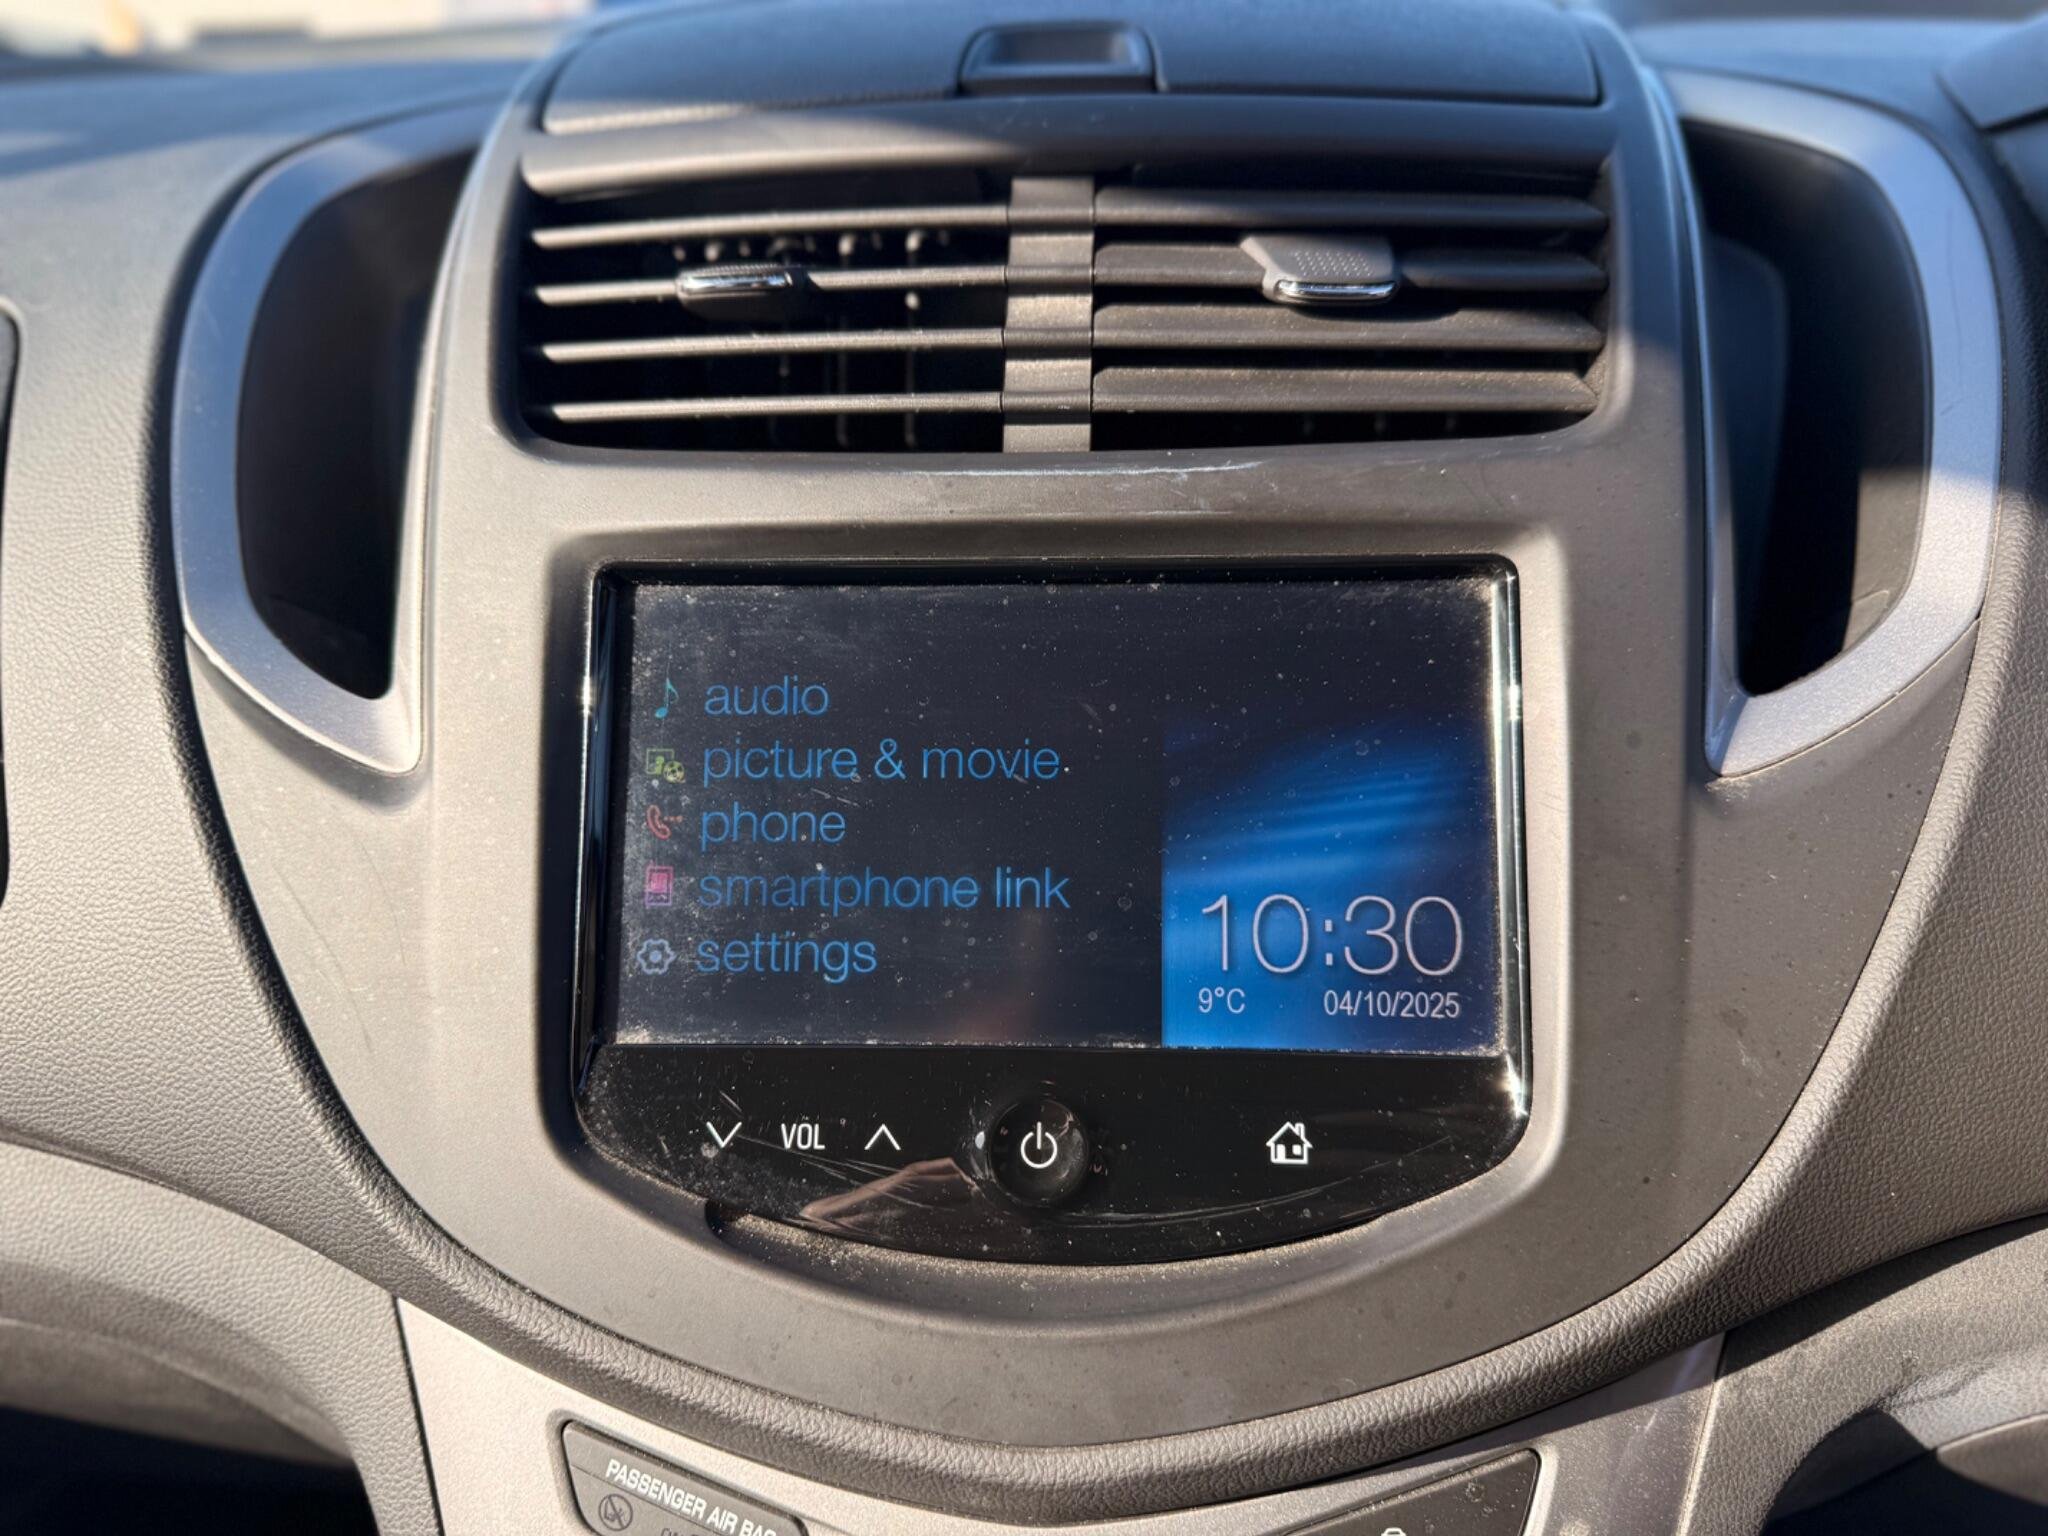 audio
picture & movie
phone
smartphone link
settings
10:30
9°C 04/10/2025
VOL
PASSENGER AIR BAG